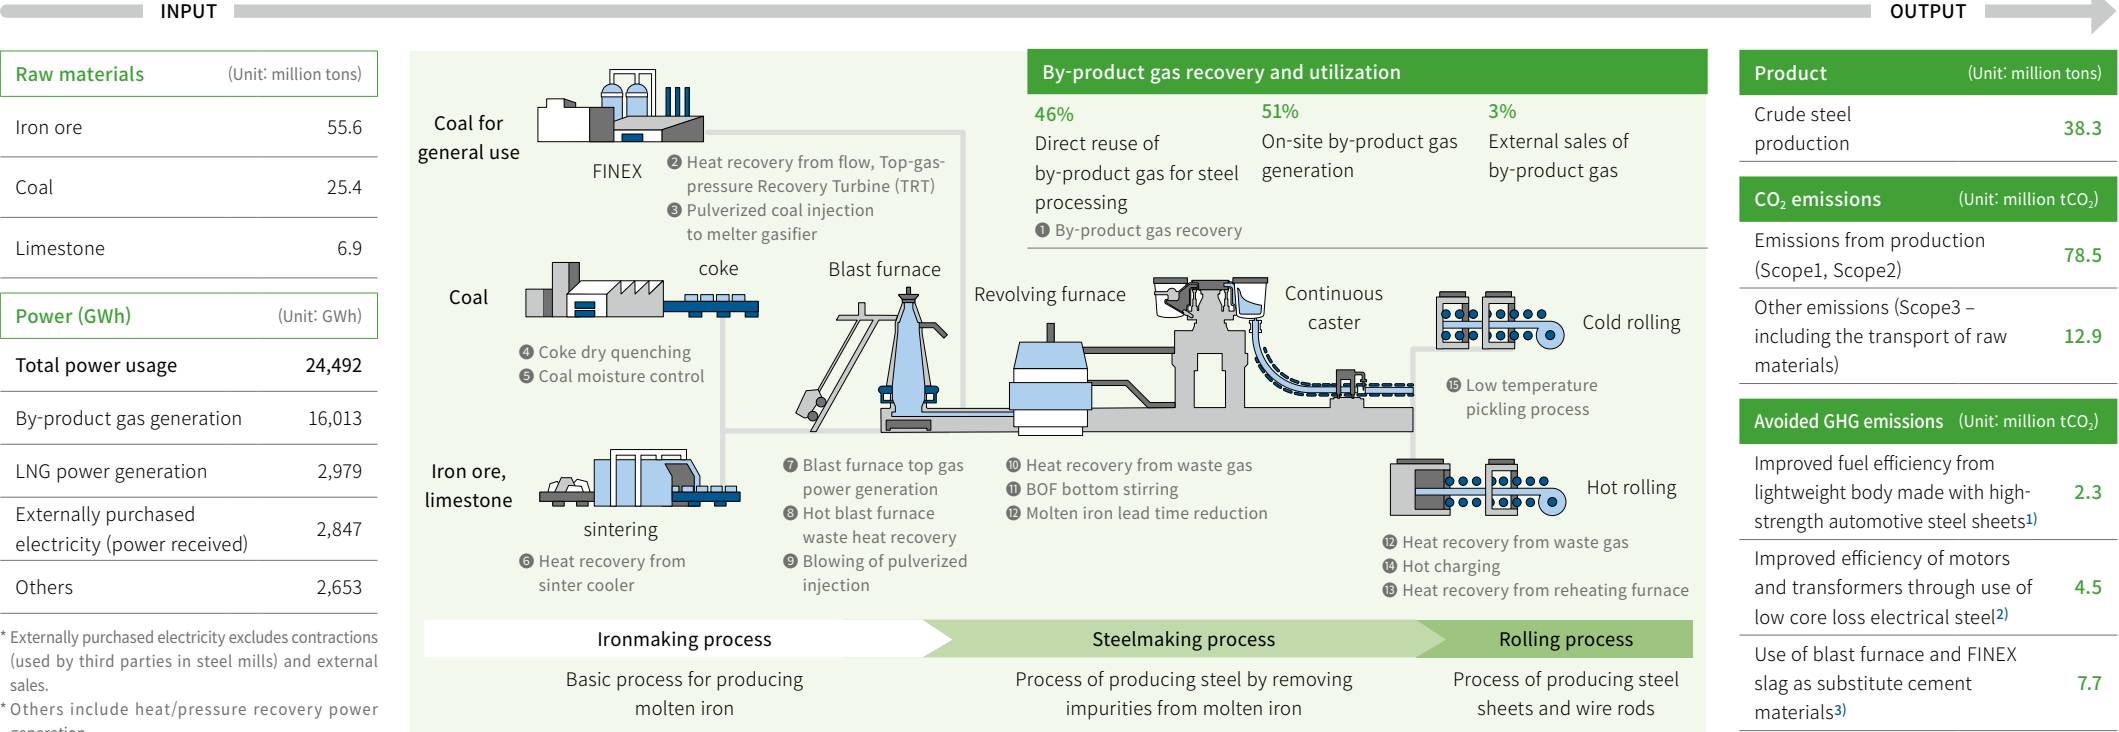 INPUT
OUTPUT
Raw materials (Unit: million tons)
Iron ore 55.6
Coal 25.4
Limestone 6.9
Power (GWh) (Unit: GWh)
Total power usage 24,492
By-product gas generation 16,013
LNG power generation 2,979
Externally purchased
electricity (power received) 2,847
Others 2,653
* Externally purchased electricity excludes contractions
(used by third parties in steel mills) and external
sales.
* Others include heat/pressure recovery power
generation
Coal for
general use
FINEX
❷ Heat recovery from flow, Top-gas-
pressure Recovery Turbine (TRT)
❸ Pulverized coal injection
to melter gasifier
By-product gas recovery and utilization
46%
Direct reuse of
by-product gas for steel
processing
❶ By-product gas recovery
51%
On-site by-product gas
generation
3%
External sales of
by-product gas
Coal
coke
❹ Coke dry quenching
❺ Coal moisture control
Blast furnace
Revolving furnace
Continuous
caster
Cold rolling
⓯ Low temperature
pickling process
Iron ore,
limestone
sintering
❻ Heat recovery from
sinter cooler
❼ Blast furnace top gas
power generation
❽ Hot blast furnace
waste heat recovery
❾ Blowing of pulverized
injection
❿ Heat recovery from waste gas
⓫ BOF bottom stirring
⓬ Molten iron lead time reduction
Hot rolling
⓬ Heat recovery from waste gas
⓮ Hot charging
⓭ Heat recovery from reheating furnace
Ironmaking process
Basic process for producing
molten iron
Steelmaking process
Process of producing steel by removing
impurities from molten iron
Rolling process
Process of producing steel
sheets and wire rods
Product (Unit: million tons)
Crude steel
production 38.3
CO₂ emissions (Unit: million tCO₂)
Emissions from production
(Scope1, Scope2) 78.5
Other emissions (Scope3 –
including the transport of raw 12.9
materials)
Avoided GHG emissions (Unit: million tCO₂)
Improved fuel efficiency from
lightweight body made with high- 2.3
strength automotive steel sheets1)
Improved efficiency of motors
and transformers through use of 4.5
low core loss electrical steel2)
Use of blast furnace and FINEX
slag as substitute cement 7.7
materials3)